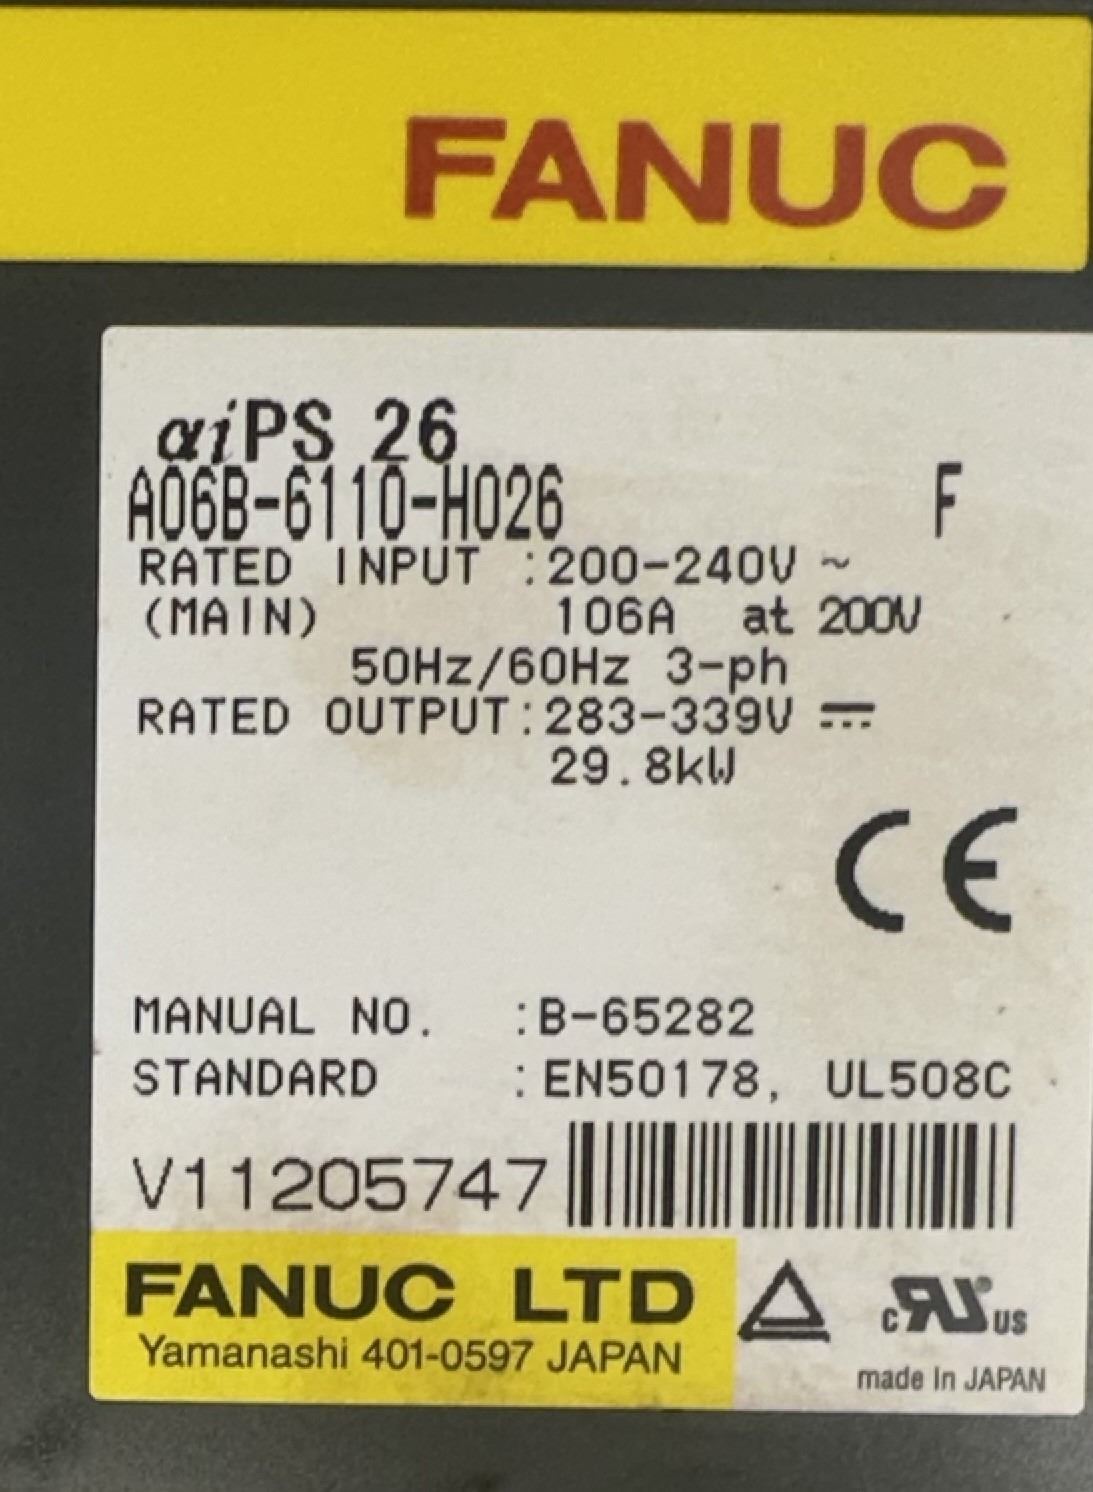 FANUC
αiPS 26
A06B-6110-H026 F
RATED INPUT :200-240V ~
(MAIN) 106A at 200V
50Hz/60Hz 3-ph
RATED OUTPUT:283-339V ⎓
29.8kW
CE
MANUAL NO. :B-65282
STANDARD :EN50178, UL508C
V11205747
FANUC LTD
Yamanashi 401-0597 JAPAN
c RU ® US
made in JAPAN